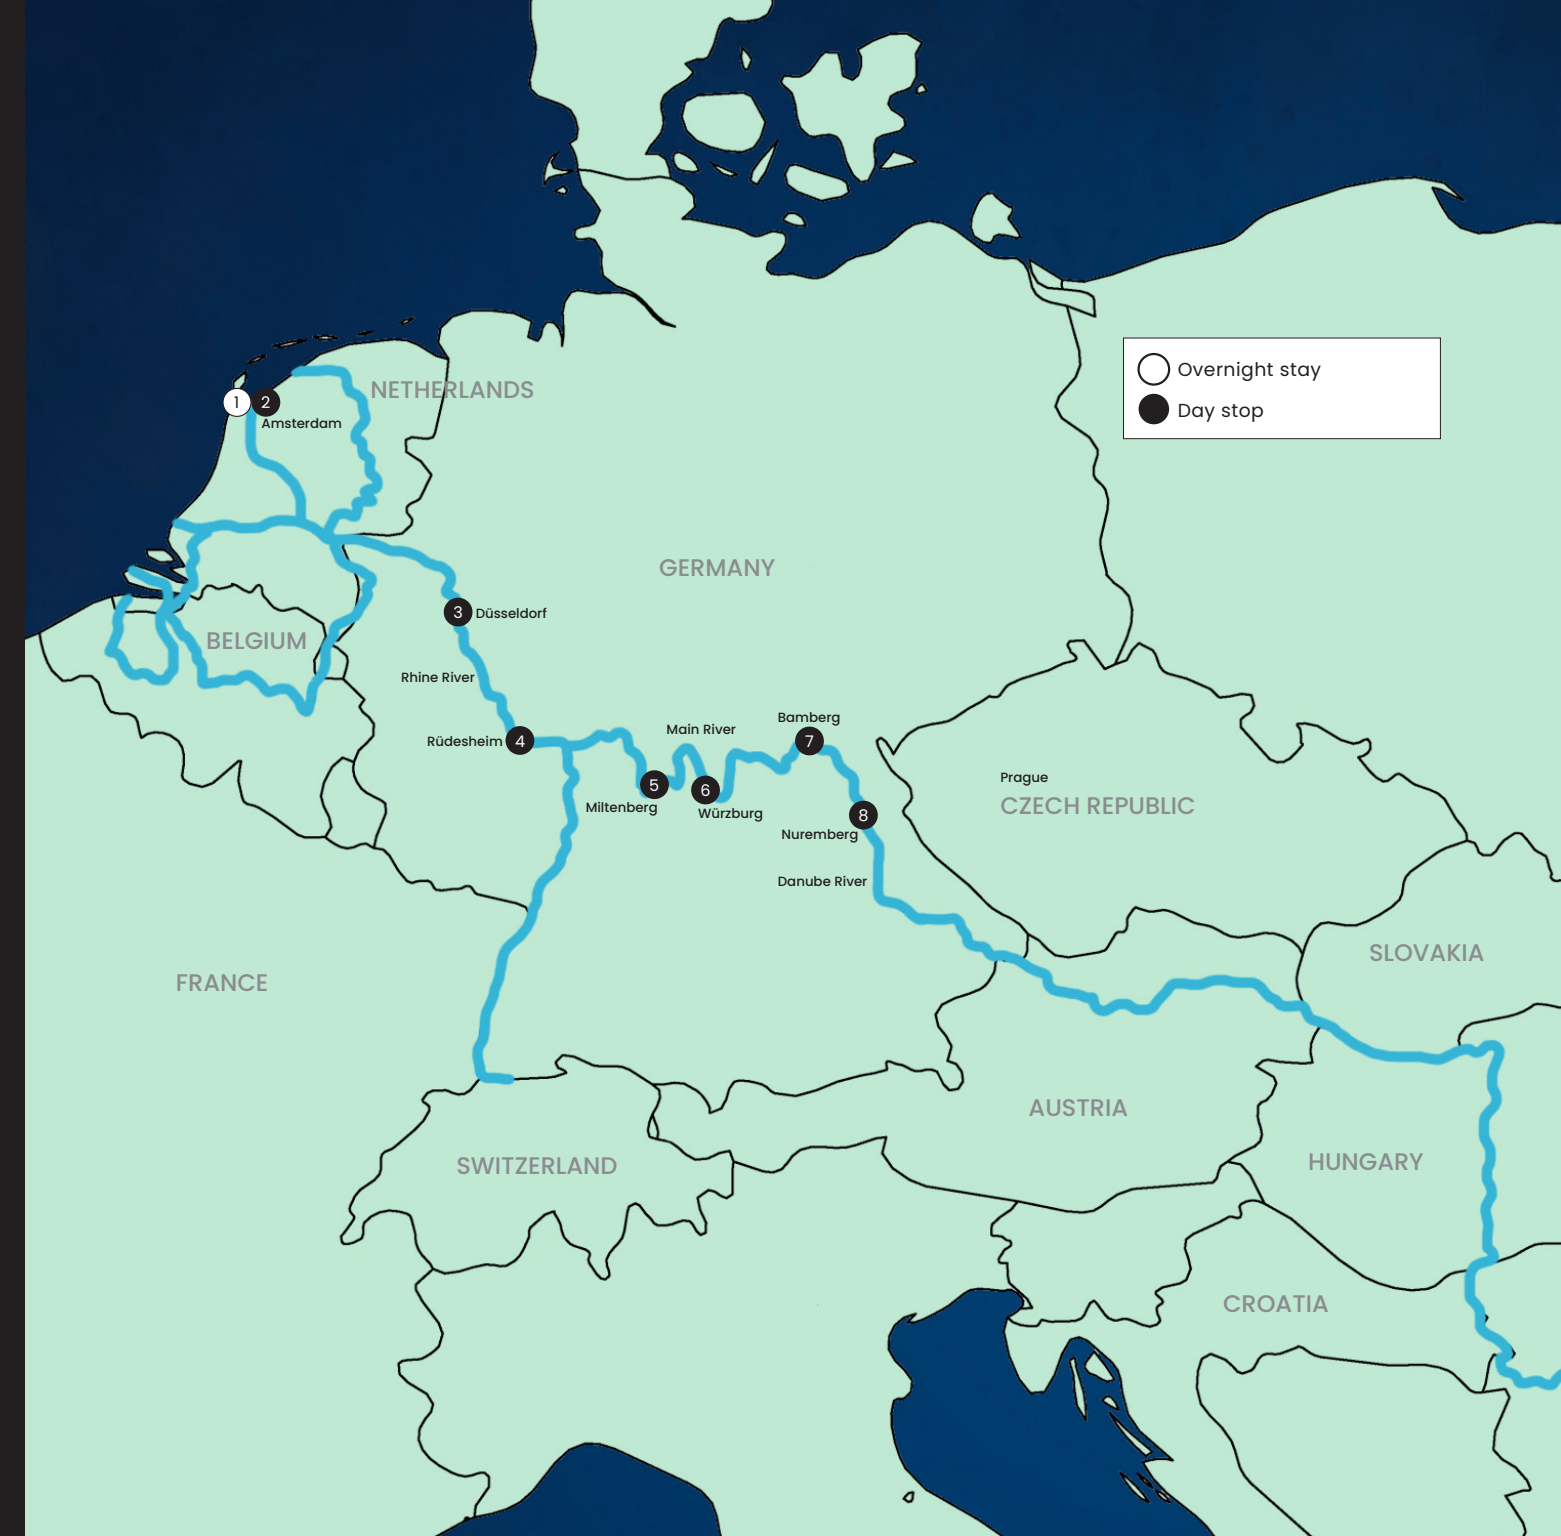 NETHERLANDS
Overnight stay
1
2
Amsterdam
Day stop
GERMANY
3
Düsseldorf
BELGIUM
Rhine River
Bamberg
Main River
Rüdesheim
4
7
Prague
5
6
CZECH REPUBLIC
Miltenberg
Würzburg
8
Nuremberg
Danube River
SLOVAKIA
FRANCE
AUSTRIA
HUNGARY
SWITZERLAND
CROATIA